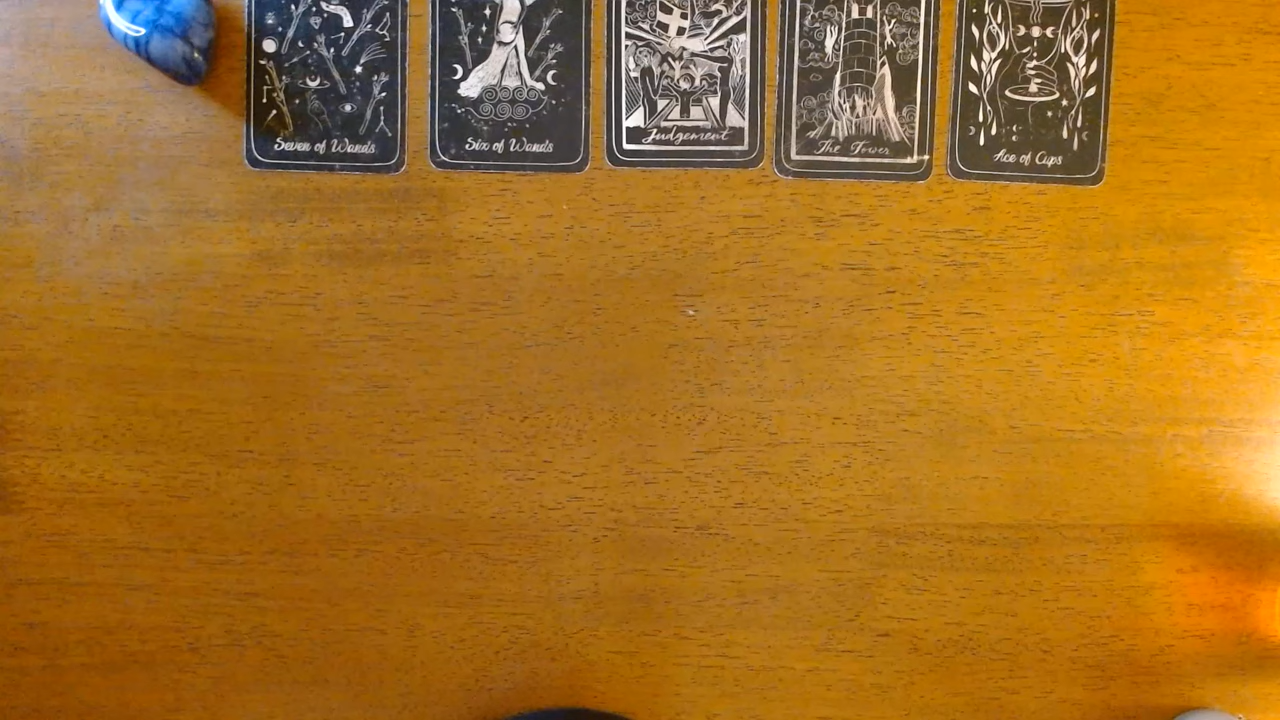 Seven of Wands
Six of Wands
Judgement
The Tower
Ace of Cups